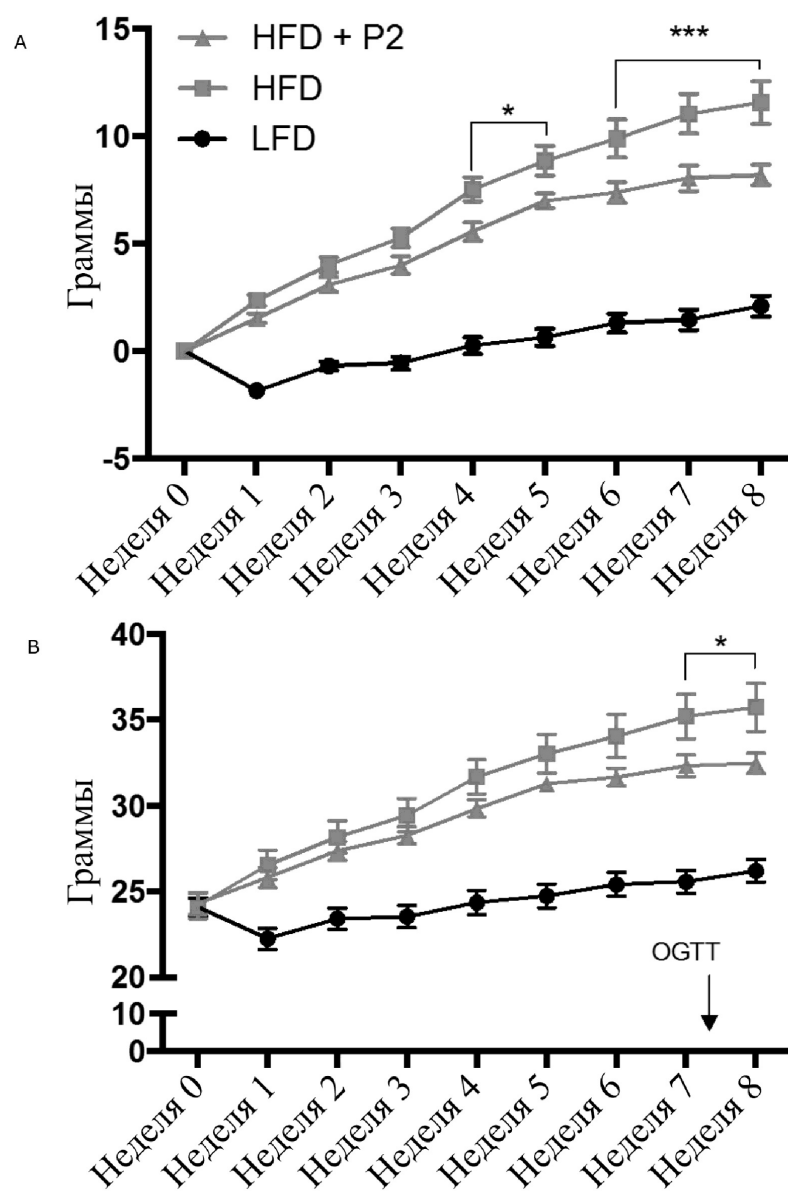 A
15
HFD + P2
***
HFD
10
*
LFD
Граммы
5
0
-5
Неделя 0
Неделя 1
Неделя 2
Неделя 3
Неделя 4
Неделя 5
Неделя 6
Неделя 7
Неделя 8
B
40
*
35
30
Граммы
25
20
OGTT
10
0
Неделя 0
Неделя 1
Неделя 2
Неделя 3
Неделя 4
Неделя 5
Неделя 6
Неделя 7
Неделя 8